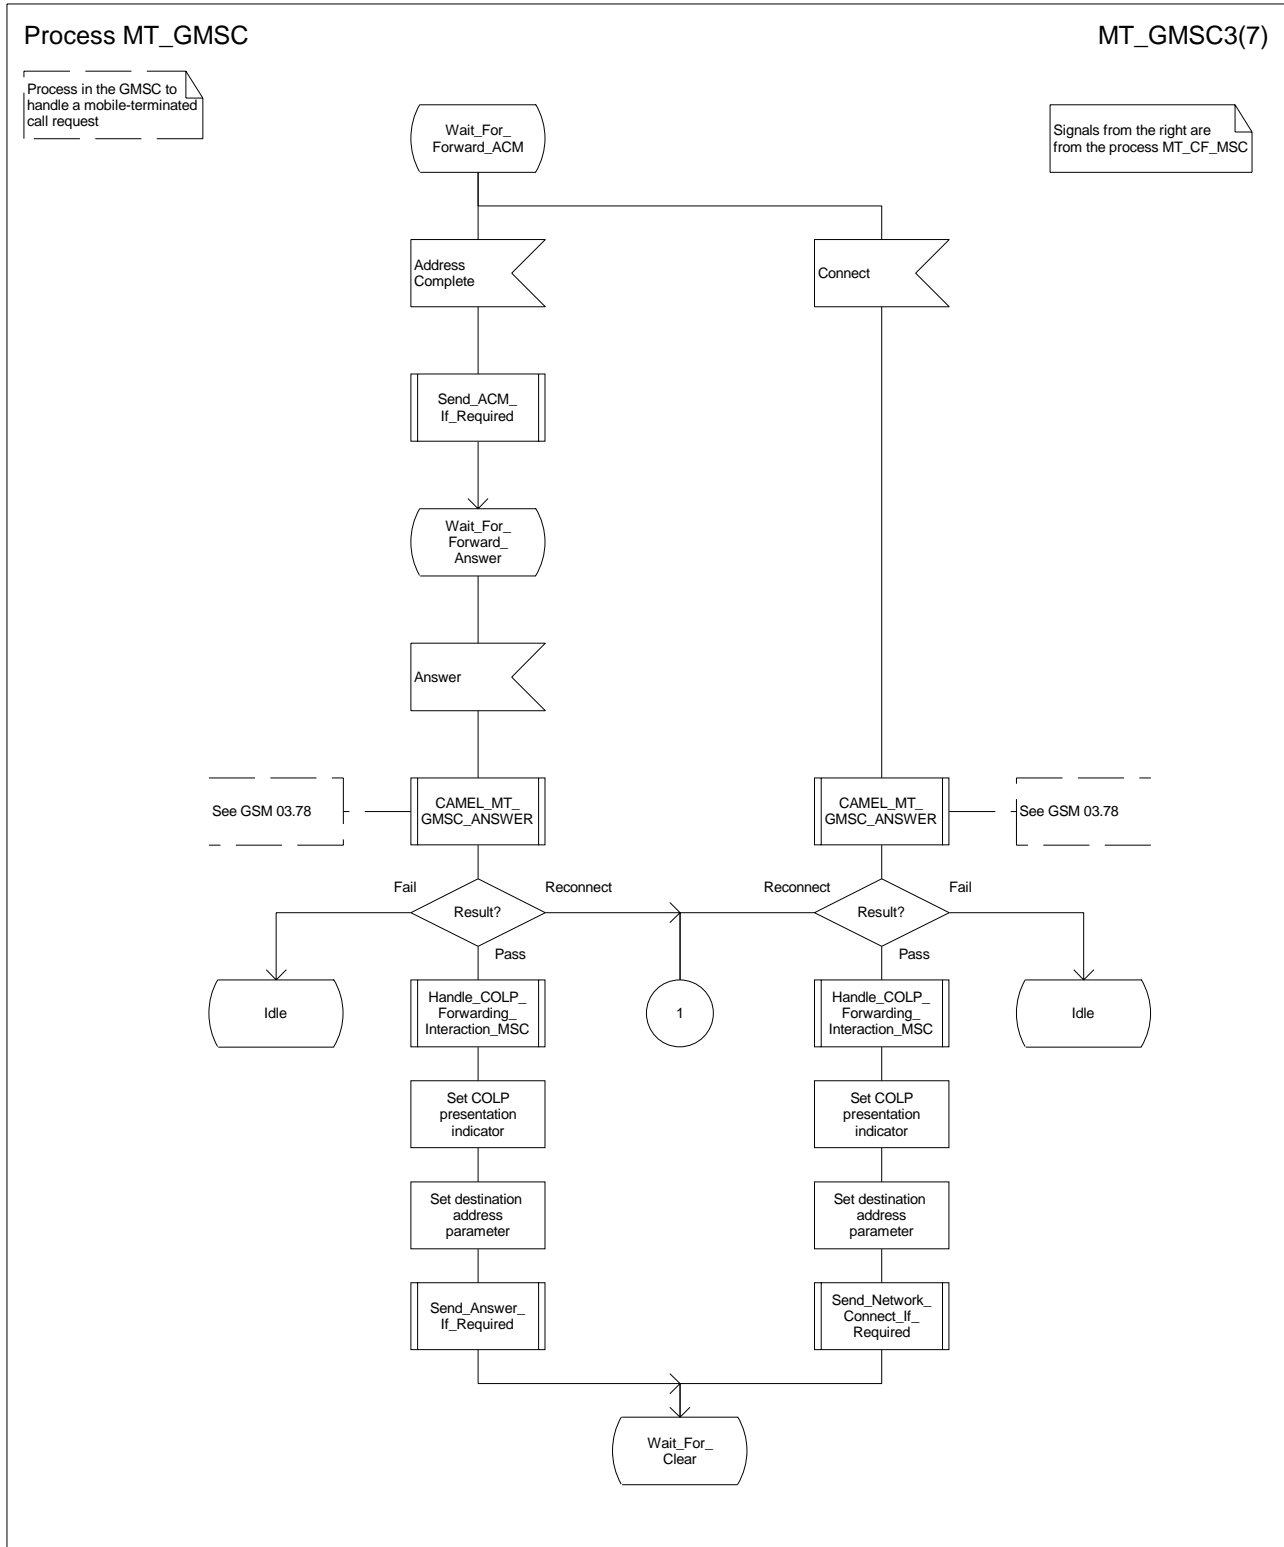 Process MT_GMSC
MT_GMSC3(7)
Process in the GMSC to
handle a mobile-terminated
call request
Signals from the right are
from the process MT_CF_MSC
Wait_For_
Forward_ACM
Address
Complete
Connect
Send_ACM_
If_Required
Wait_For_
Forward_
Answer
Answer
See GSM 03.78
CAMEL_MT_
GMSC_ANSWER
CAMEL_MT_
GMSC_ANSWER
See GSM 03.78
Fail
Result?
Reconnect
Reconnect
Result?
Fail
Pass
Pass
Idle
Handle_COLP_
Forwarding_
Interaction_MSC
1
Handle_COLP_
Forwarding_
Interaction_MSC
Idle
Set COLP
presentation
indicator
Set COLP
presentation
indicator
Set destination
address
parameter
Set destination
address
parameter
Send_Answer_
If_Required
Send_Network_
Connect_If_
Required
Wait_For_
Clear